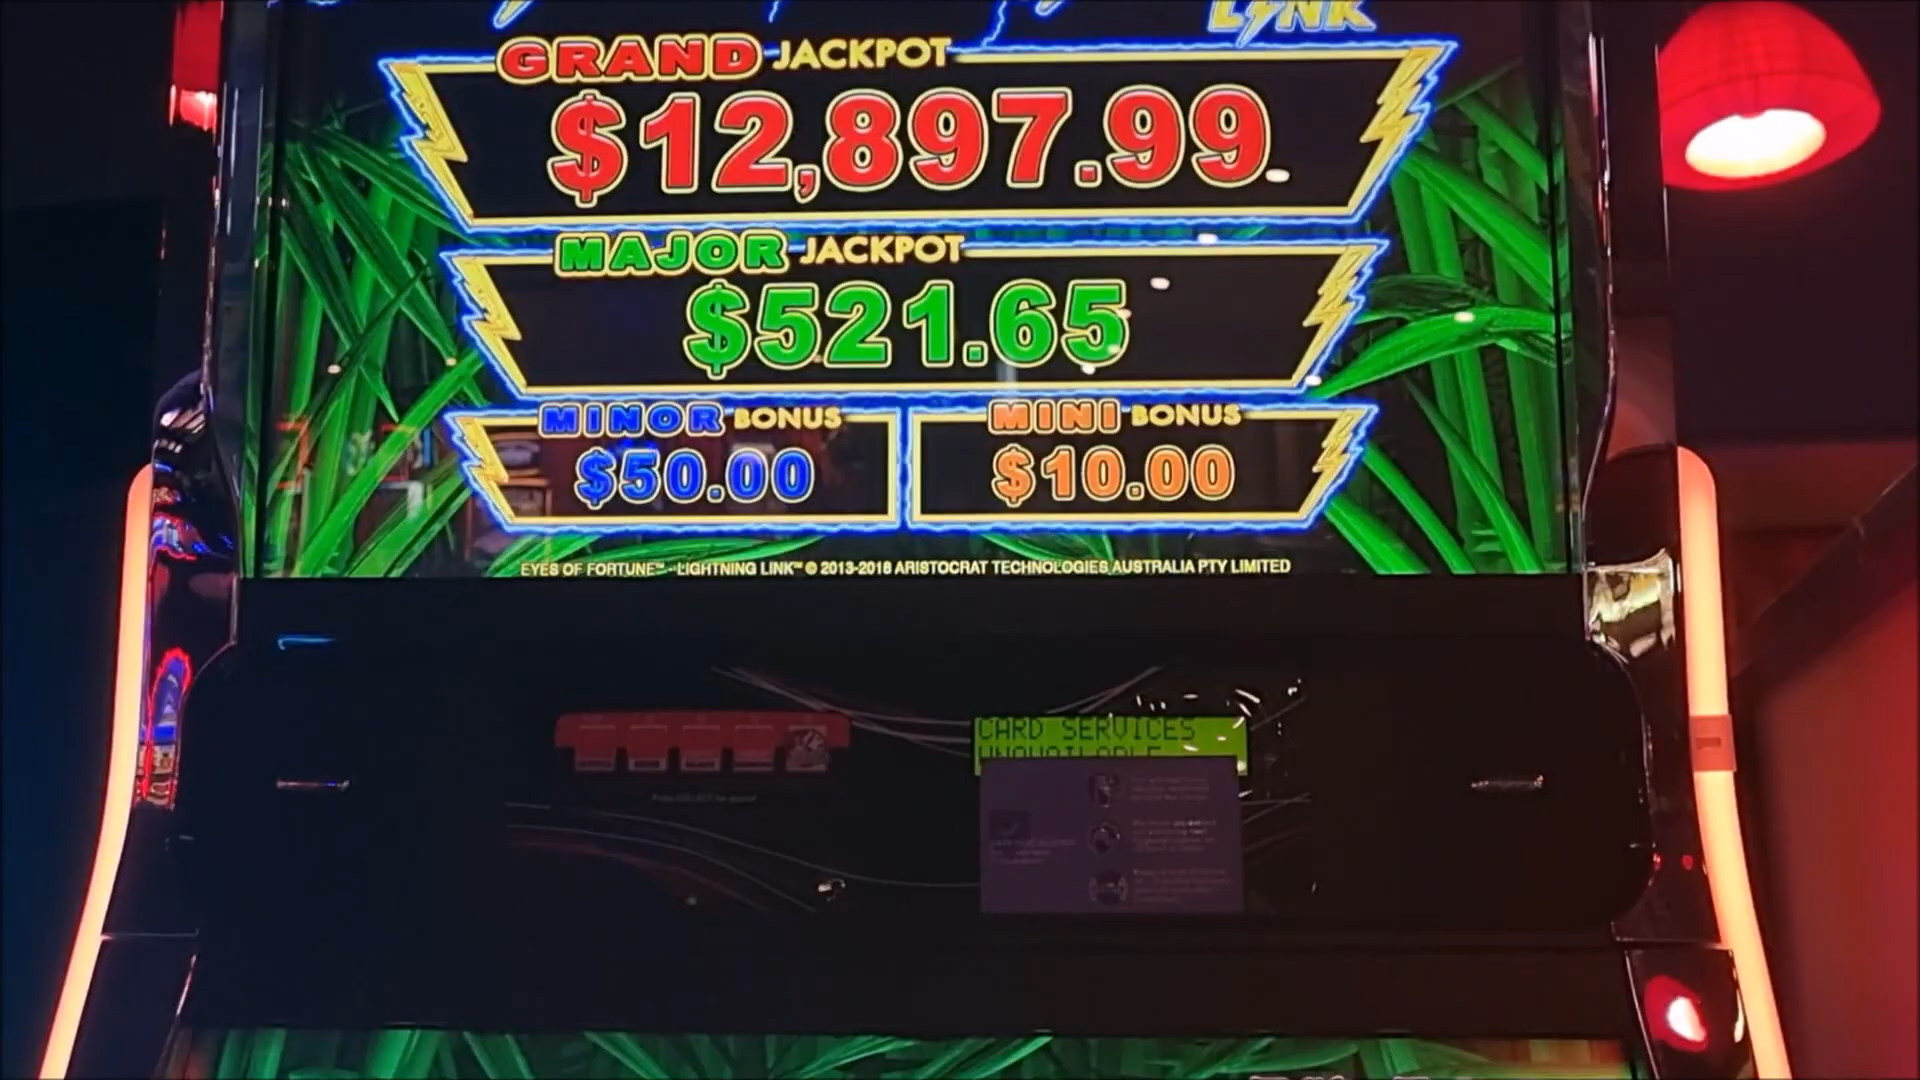 LINK
GRAND JACKPOT
$12,897.99
MAJOR JACKPOT
$521.65
MINOR BONUS
$50.00
MINI BONUS
$10.00
EYES OF FORTUNE™ - LIGHTNING LINK™ © 2013-2018 ARISTOCRAT TECHNOLOGIES AUSTRALIA PTY LIMITED
CARD SERVICES
UNAVAILABLE